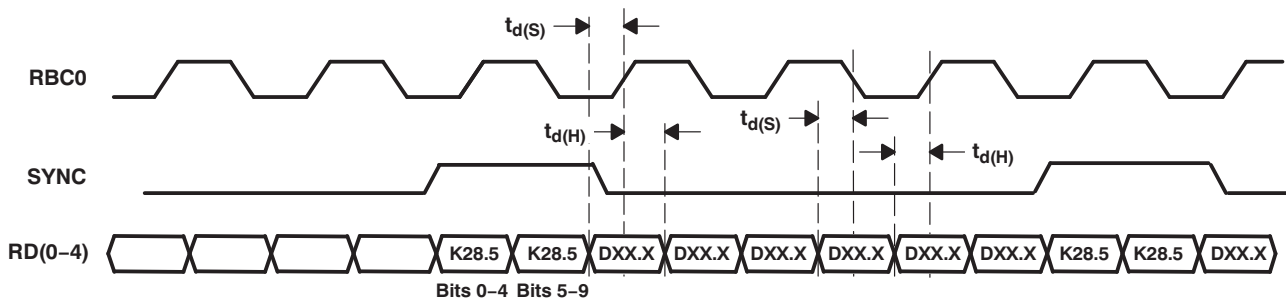 td(S)
RBC0
td(H)
td(S)
td(H)
SYNC
RD(0–4)
K28.5 K28.5 DXX.X DXX.X DXX.X DXX.X DXX.X DXX.X K28.5 K28.5 DXX.X
Bits 0–4 Bits 5–9